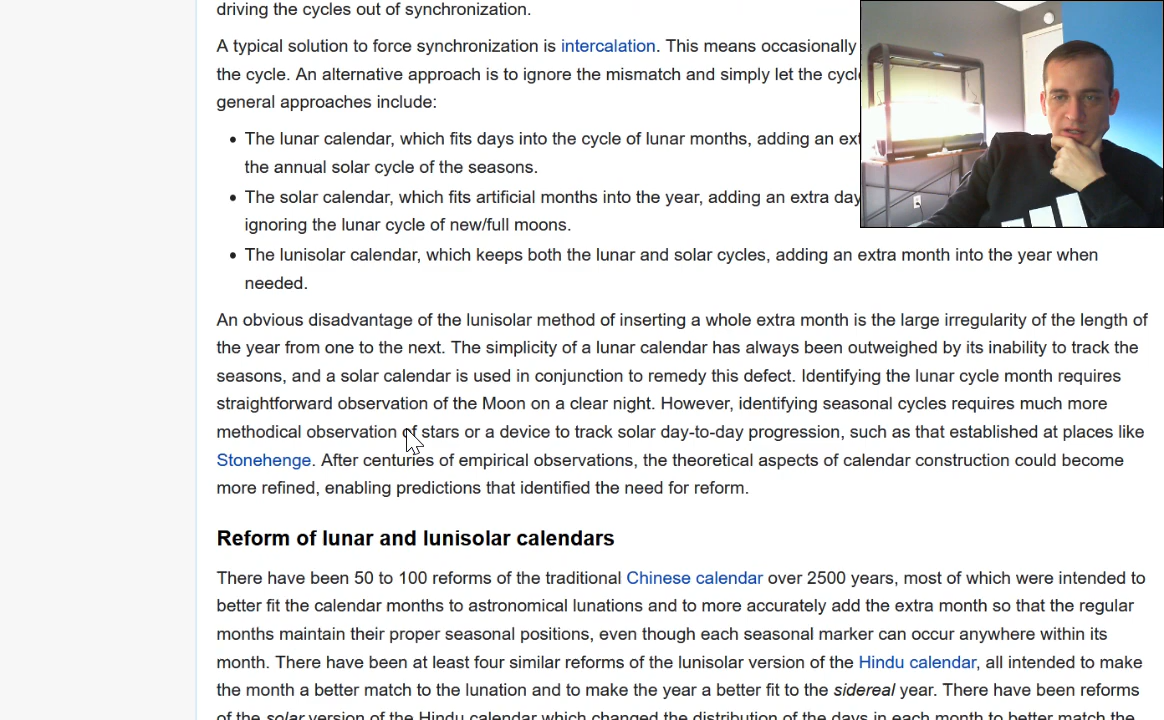 driving the cycles out of synchronization.
A typical solution to force synchronization is intercalation. This means occasionally
the cycle. An alternative approach is to ignore the mismatch and simply let the cycle
general approaches include:
• The lunar calendar, which fits days into the cycle of lunar months, adding an ext
the annual solar cycle of the seasons.
• The solar calendar, which fits artificial months into the year, adding an extra day
ignoring the lunar cycle of new/full moons.
• The lunisolar calendar, which keeps both the lunar and solar cycles, adding an extra month into the year when
needed.
An obvious disadvantage of the lunisolar method of inserting a whole extra month is the large irregularity of the length of
the year from one to the next. The simplicity of a lunar calendar has always been outweighed by its inability to track the
seasons, and a solar calendar is used in conjunction to remedy this defect. Identifying the lunar cycle month requires
straightforward observation of the Moon on a clear night. However, identifying seasonal cycles requires much more
methodical observation of stars or a device to track solar day-to-day progression, such as that established at places like
Stonehenge. After centuries of empirical observations, the theoretical aspects of calendar construction could become
more refined, enabling predictions that identified the need for reform.
Reform of lunar and lunisolar calendars
There have been 50 to 100 reforms of the traditional Chinese calendar over 2500 years, most of which were intended to
better fit the calendar months to astronomical lunations and to more accurately add the extra month so that the regular
months maintain their proper seasonal positions, even though each seasonal marker can occur anywhere within its
month. There have been at least four similar reforms of the lunisolar version of the Hindu calendar, all intended to make
the month a better match to the lunation and to make the year a better fit to the sidereal year. There have been reforms
of the solar version of the Hindu calendar which changed the distribution of the days in each month to better match the